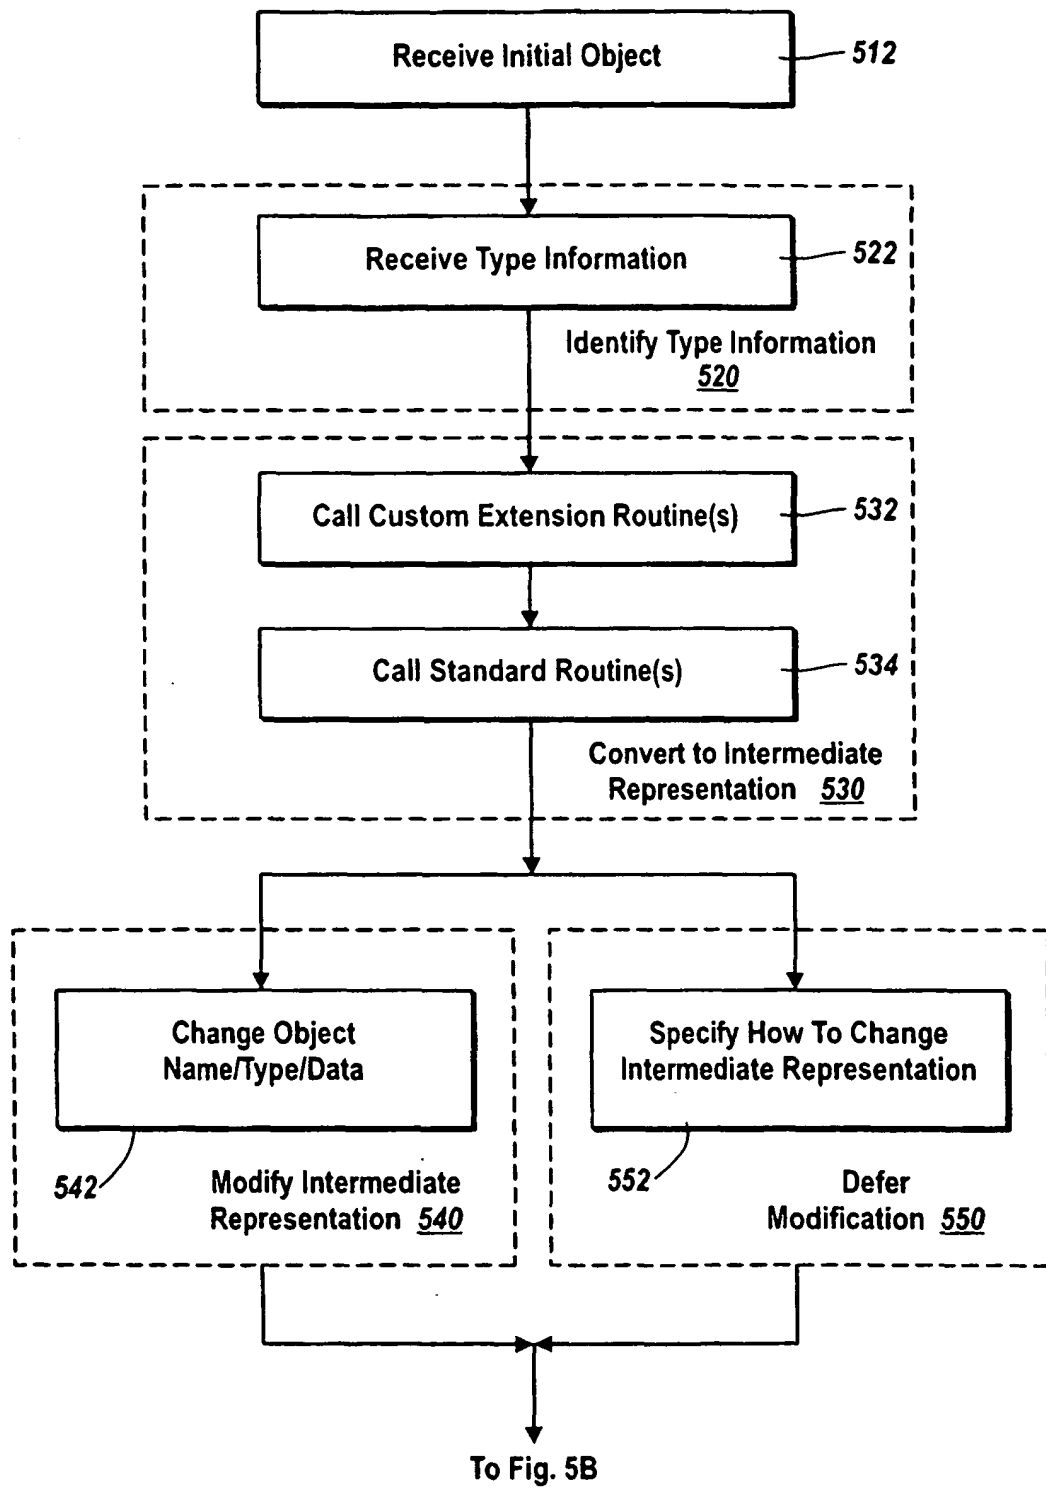 Receive Initial Object
512
Receive Type Information
522
Identify Type Information
520
Call Custom Extension Routine(s)
532
Call Standard Routine(s)
534
Convert to Intermediate
Representation 530
Change Object
Name/Type/Data
542
Modify Intermediate
Representation 540
Specify How To Change
Intermediate Representation
552
Defer
Modification 550
To Fig. 5B